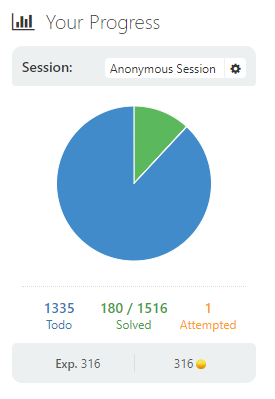 Your Progress
Session: Anonymous Session
1335 180 / 1516 1
Todo Solved Attempted
Exp. 316 316